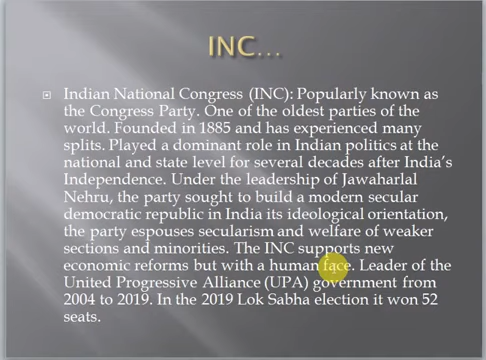 INC...
Indian National Congress (INC): Popularly known as
the Congress Party. One of the oldest parties of the
world. Founded in 1885 and has experienced many
splits. Played a dominant role in Indian politics at the
national and state level for several decades after India's
Independence. Under the leadership of Jawaharlal
Nehru, the party sought to build a modern secular
democratic republic in India its ideological orientation,
the party espouses secularism and welfare of weaker
sections and minorities. The INC supports new
economic reforms but with a human face. Leader of the
United Progressive Alliance (UPA) government from
2004 to 2019. In the 2019 Lok Sabha election it won 52
seats.